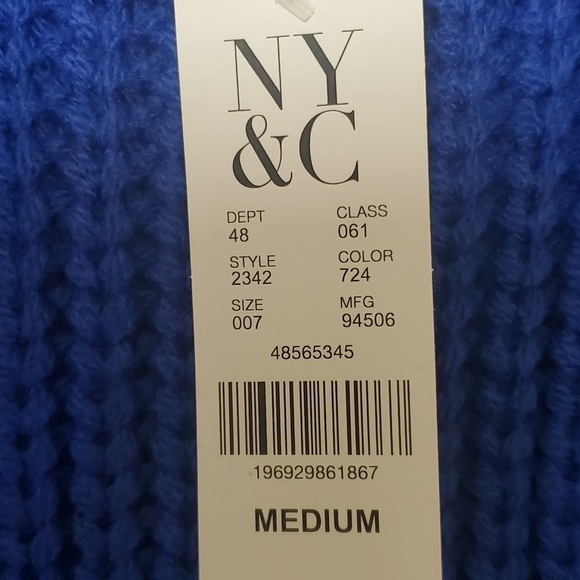 NY
&C
DEPT CLASS
48 061
STYLE COLOR
2342 724
SIZE MFG
007 94506
48565345
196929861867
MEDIUM